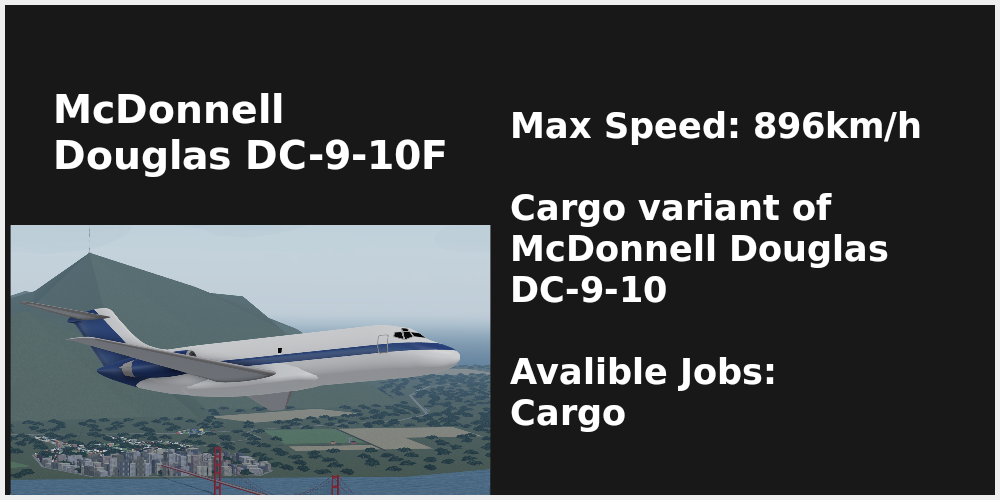 McDonnell
Douglas DC-9-10F
Max Speed: 896km/h
Cargo variant of
McDonnell Douglas
DC-9-10
Avalible Jobs:
Cargo